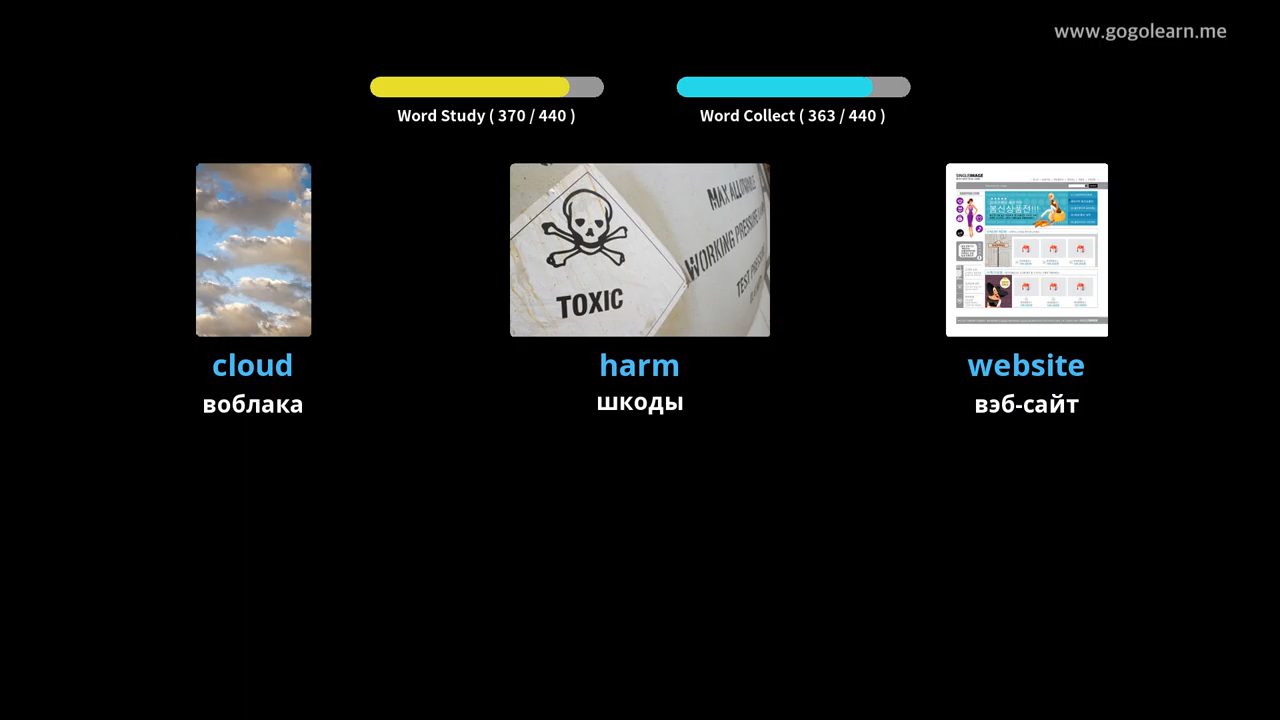 www.gogolearn.me
Word Study ( 370 / 440 )
Word Collect ( 363 / 440 )
TOXIC
MAX ALLOWABLE
WORKING PRESSURE
TEST
SINGLEIMAGE
cloud
harm
website
воблака
шкоды
вэб-сайт